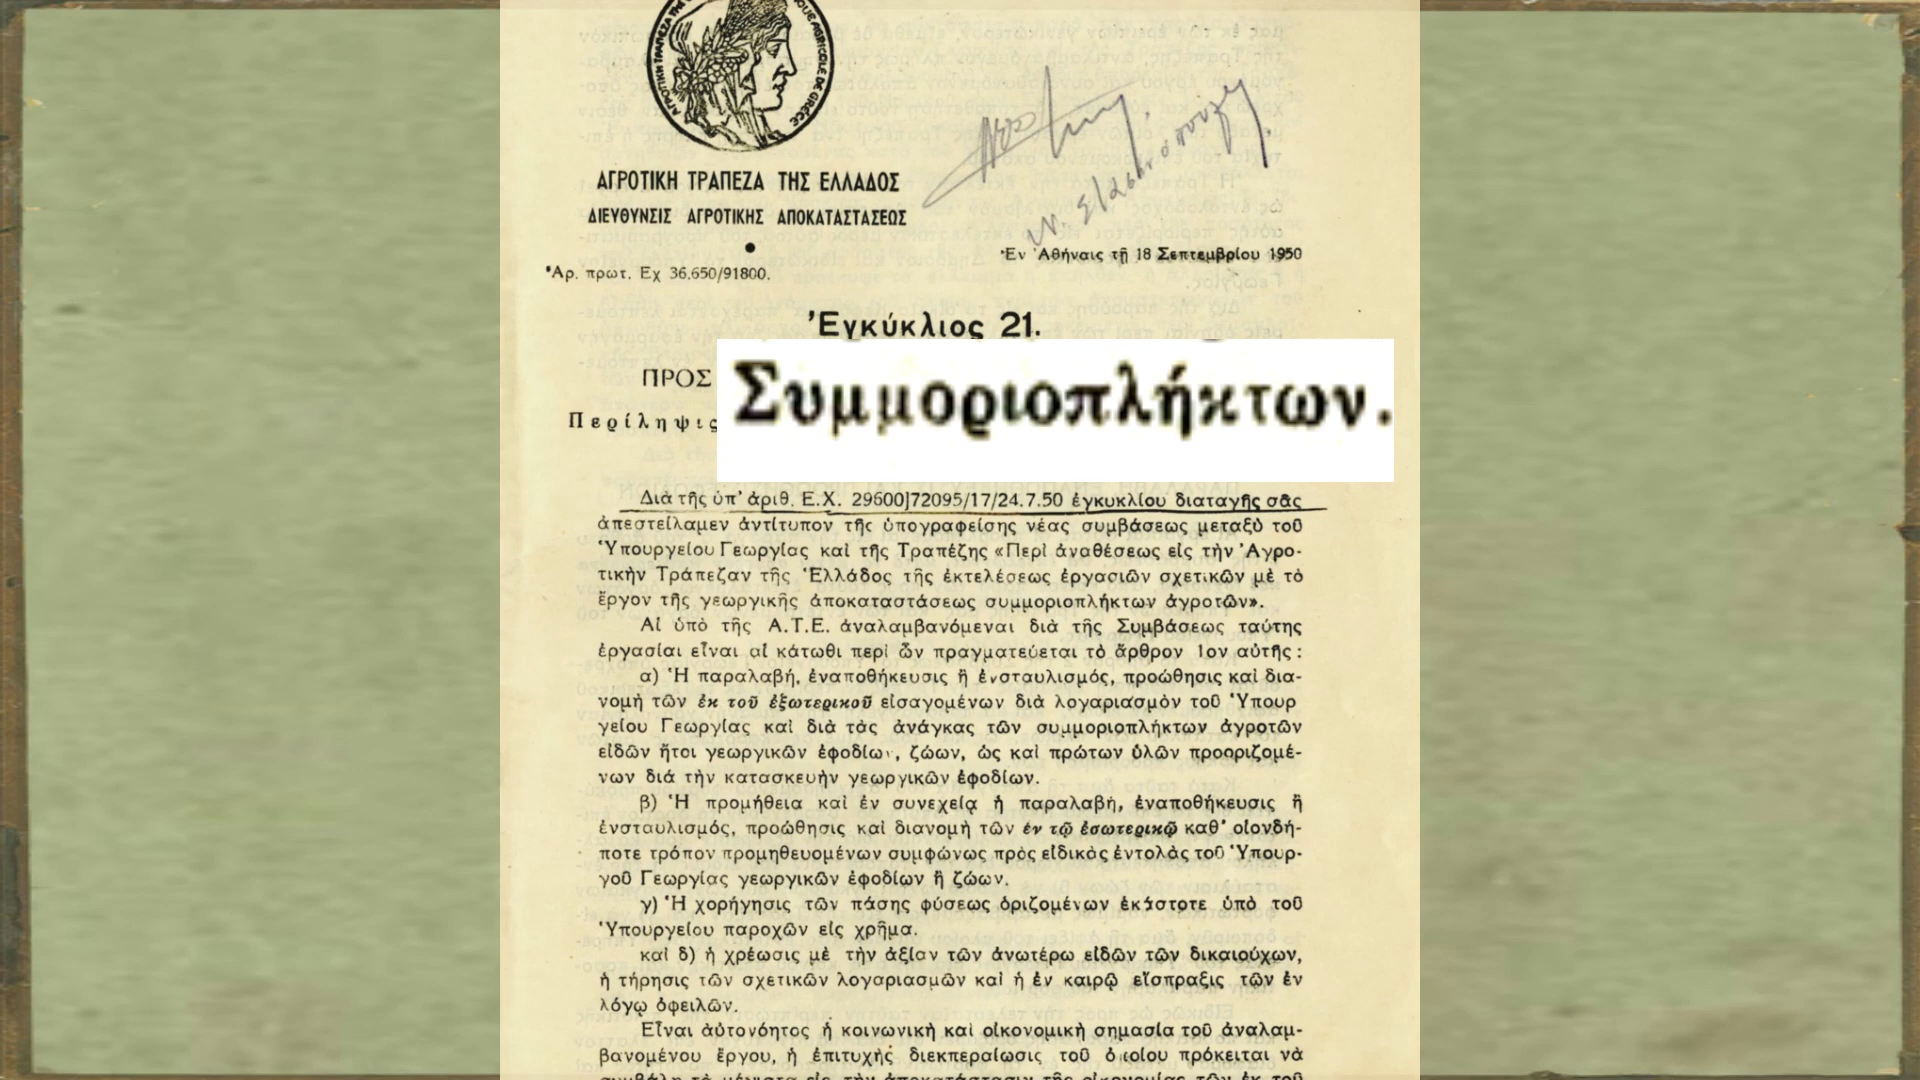 ΑΓΡΟΤΙΚΗ ΤΡΑΠΕΖΑ ΤΗΣ ΕΛΛΑΔΟΣ
ΔΙΕΥΘΥΝΣΙΣ ΑΓΡΟΤΙΚΗΣ ΑΠΟΚΑΤΑΣΤΑΣΕΩΣ
Ἐν Ἀθήναις τῇ 18 Σεπτεμβρίου 1950
Ἀρ. πρωτ. Εχ 36.650/91800.
Ἐγκύκλιος 21.
ΠΡΟΣ
Συμμοριοπλήκτων.
Περίληψις
Διὰ τῆς ὑπ' ἀριθ. Ε.Χ. 29600]72095/17/24.7.50 ἐγκυκλίου διαταγῆς σᾶς
ἀπεστείλαμεν ἀντίτυπον τῆς ὑπογραφείσης νέας συμβάσεως μεταξὺ τοῦ
Ὑπουργείου Γεωργίας καὶ τῆς Τραπέζης «Περὶ ἀναθέσεως εἰς τὴν Ἀγρο-
τικὴν Τράπεζαν τῆς Ἑλλάδος τῆς ἐκτελέσεως ἐργασιῶν σχετικῶν μὲ τὸ
ἔργον τῆς γεωργικῆς ἀποκαταστάσεως συμμοριοπλήκτων ἀγροτῶν».
Αἱ ὑπὸ τῆς Α.Τ.Ε. ἀναλαμβανόμεναι διὰ τῆς Συμβάσεως ταύτης
ἐργασίαι εἶναι αἱ κάτωθι περὶ ὧν πραγματεύεται τὸ ἄρθρον 1ον αὐτῆς :
α) Ἡ παραλαβή, ἐναποθήκευσις ἢ ἐνσταυλισμός, προώθησις καὶ δια-
νομὴ τῶν ἐκ τοῦ ἐξωτερικοῦ εἰσαγομένων διὰ λογαριασμὸν τοῦ Ὑπουρ
γείου Γεωργίας καὶ διὰ τὰς ἀνάγκας τῶν συμμοριοπλήκτων ἀγροτῶν
εἰδῶν ἤτοι γεωργικῶν ἐφοδίων, ζώων, ὡς καὶ πρώτων ὑλῶν προοριζομέ-
νων διά τὴν κατασκευὴν γεωργικῶν ἐφοδίων.
β) Ἡ προμήθεια καὶ ἐν συνεχείᾳ ἡ παραλαβὴ, ἐναποθήκευσις ἢ
ἐνσταυλισμός, προώθησις καὶ διανομὴ τῶν ἐν τῷ ἐσωτερικῷ καθ' οἱονδή-
ποτε τρόπον προμηθευομένων συμφώνως πρὸς εἰδικὰς ἐντολὰς τοῦ Ὑπουρ-
γοῦ Γεωργίας γεωργικῶν ἐφοδίων ἢ ζώων.
γ) Ἡ χορήγησις τῶν πάσης φύσεως ὁριζομένων ἑκάστοτε ὑπὸ τοῦ
Ὑπουργείου παροχῶν εἰς χρῆμα.
καὶ δ) ἡ χρέωσις μὲ τὴν ἀξίαν τῶν ἀνωτέρω εἰδῶν τῶν δικαιούχων,
ἡ τήρησις τῶν σχετικῶν λογαριασμῶν καὶ ἡ ἐν καιρῷ εἴσπραξις τῶν ἐν
λόγῳ ὀφειλῶν.
Εἶναι αὐτονόητος ἡ κοινωνικὴ καὶ οἰκονομικὴ σημασία τοῦ ἀναλαμ-
βανομένου ἔργου, ἡ ἐπιτυχὴς διεκπεραίωσις τοῦ ὁποίου πρόκειται νὰ